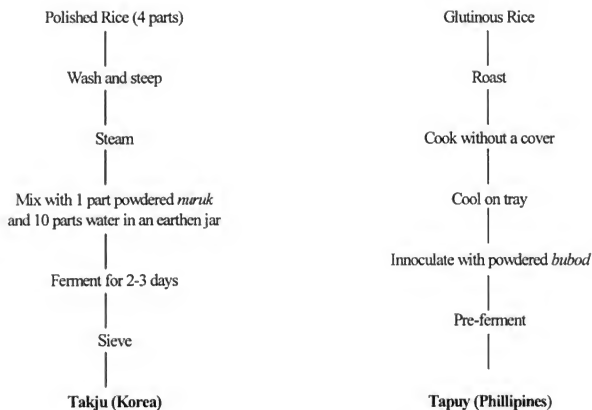 Polished Rice (4 parts)
Wash and steep
Steam
Mix with 1 part powdered nuruk
and 10 parts water in an earthen jar
Ferment for 2-3 days
Sieve
Takju (Korea)
Glutinous Rice
Roast
Cook without a cover
Cool on tray
Innoculate with powdered bubod
Pre-ferment
Tapuy (Phillipines)